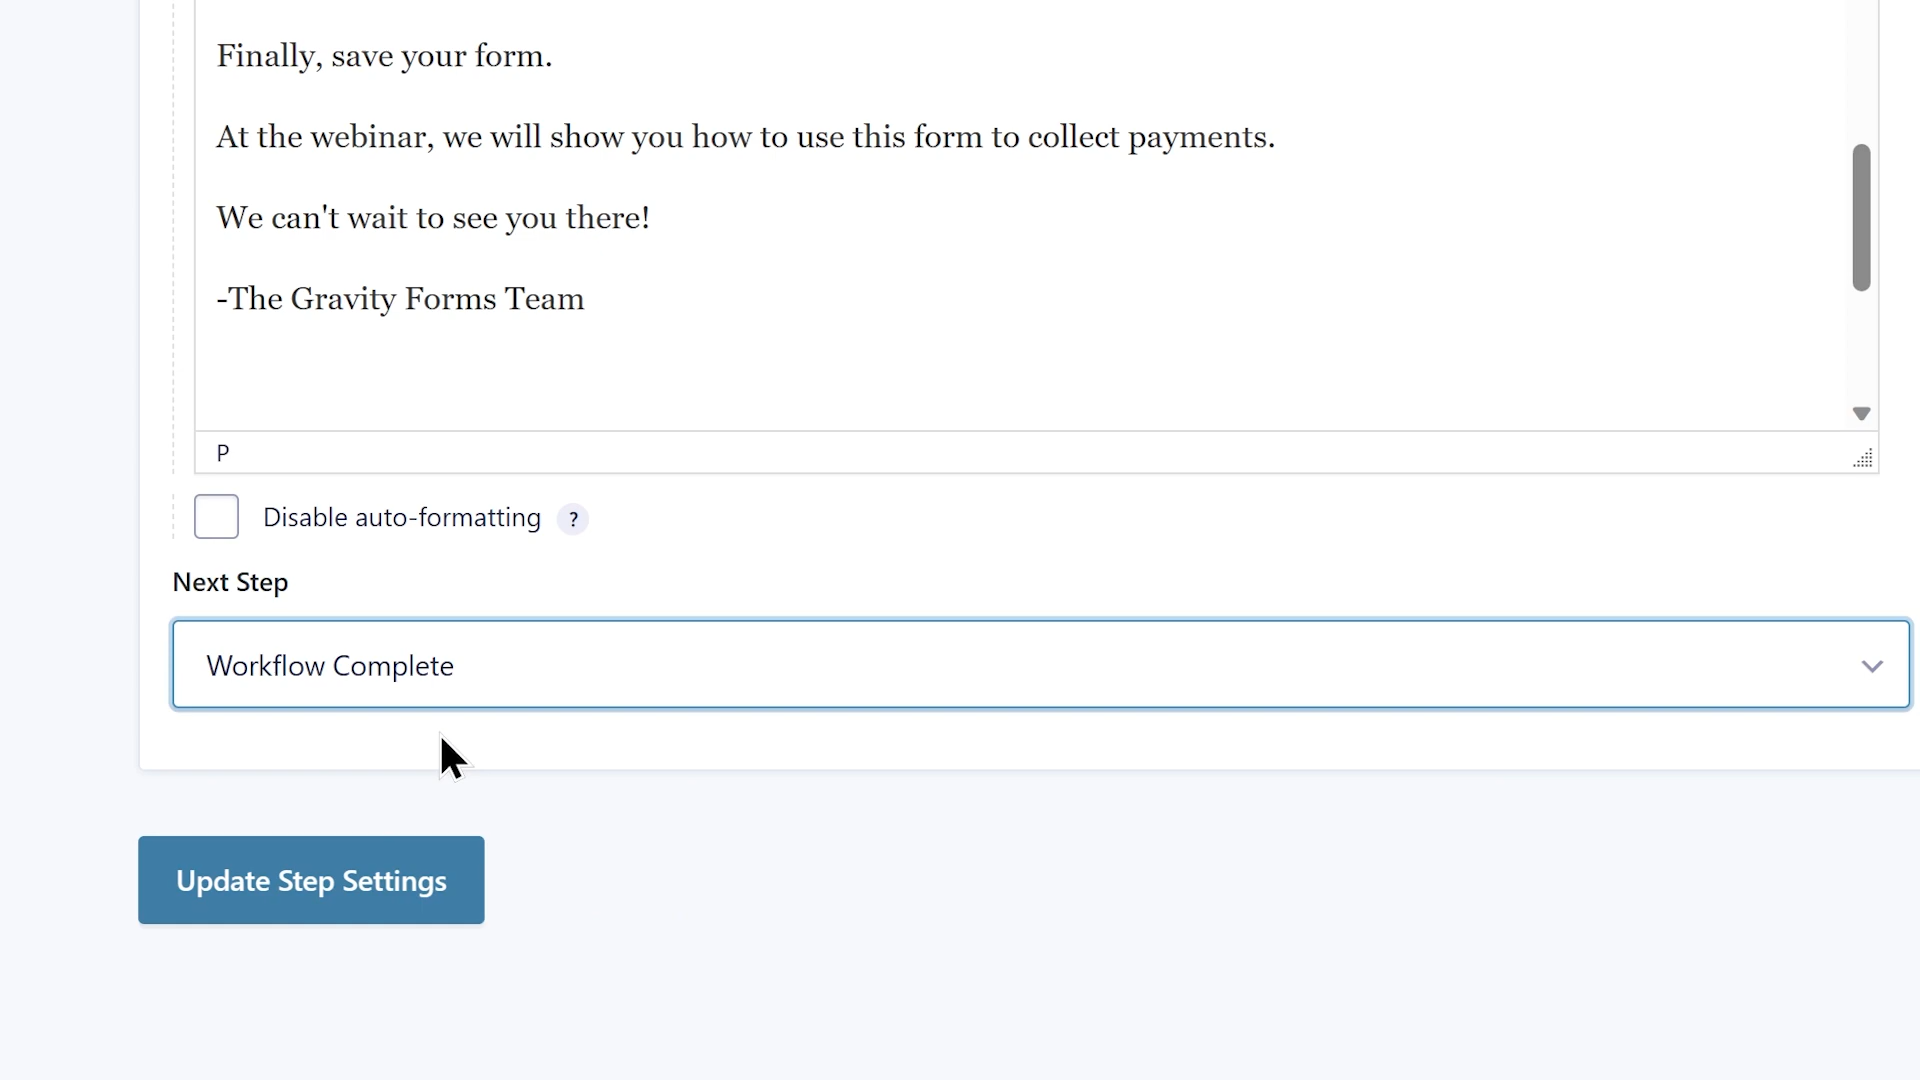 Finally, save your form.
At the webinar, we will show you how to use this form to collect payments.
We can't wait to see you there!
-The Gravity Forms Team
P
Disable auto-formatting ?
Next Step
Workflow Complete
Update Step Settings